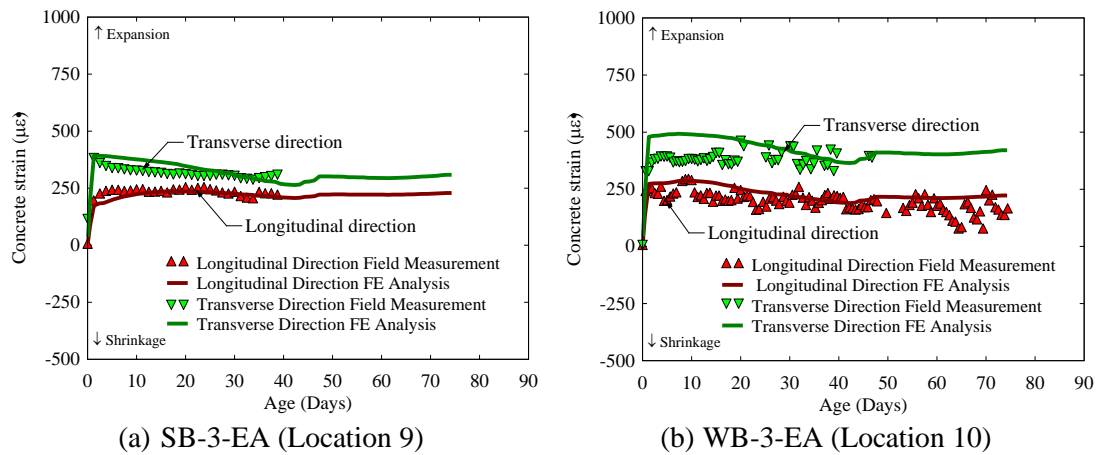 1000
↑ Expansion
750
500
Transverse direction
250
Longitudinal direction
0
Longitudinal Direction Field Measurement
Longitudinal Direction FE Analysis
Transverse Direction Field Measurement
Transverse Direction FE Analysis
-250
↓ Shrinkage
-500
0 10 20 30 40 50 60 70 80 90
Age (Days)
Concrete strain (με)
(a) SB-3-EA (Location 9)
1000
↑ Expansion
750
500
Transverse direction
250
Longitudinal direction
0
Longitudinal Direction Field Measurement
Longitudinal Direction FE Analysis
Transverse Direction Field Measurement
Transverse Direction FE Analysis
-250
↓ Shrinkage
-500
0 10 20 30 40 50 60 70 80 90
Age (Days)
Concrete strain (με)
(b) WB-3-EA (Location 10)